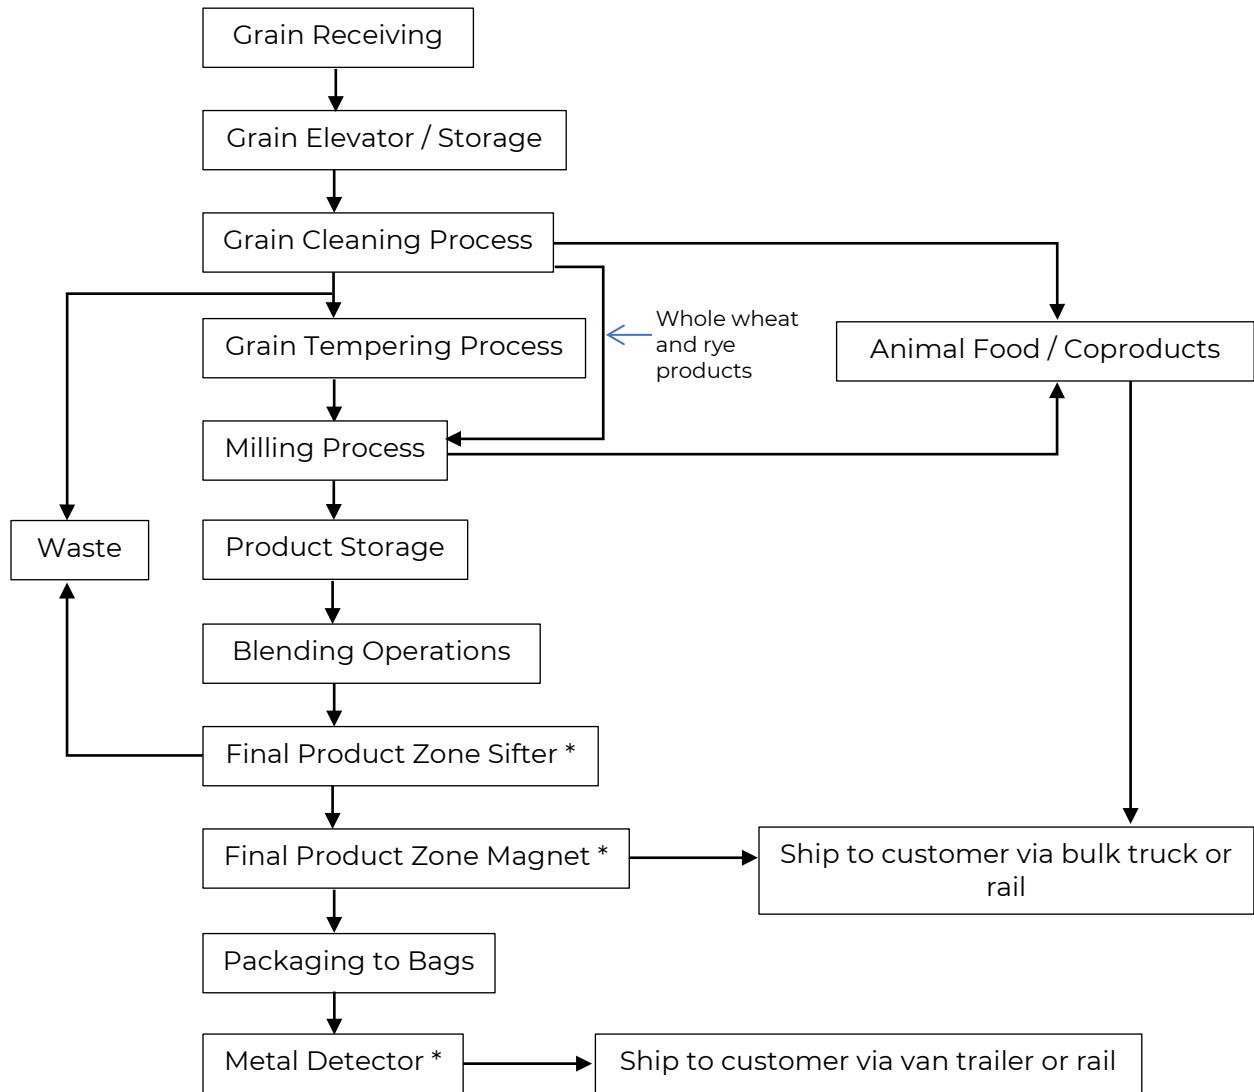 Grain Receiving
Grain Elevator / Storage
Grain Cleaning Process
Whole wheat
and rye
products
Grain Tempering Process
Animal Food / Coproducts
Milling Process
Waste
Product Storage
Blending Operations
Final Product Zone Sifter *
Final Product Zone Magnet *
Ship to customer via bulk truck or
rail
Packaging to Bags
Metal Detector *
Ship to customer via van trailer or rail